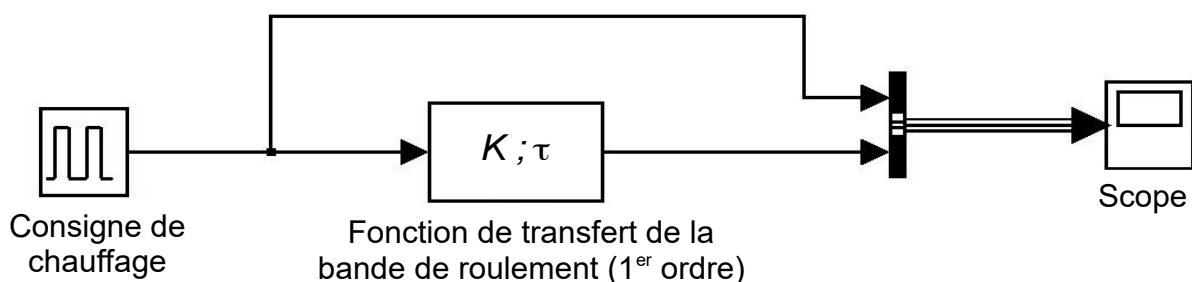 K ; τ
Consigne de
chauffage
Fonction de transfert de la
bande de roulement (1er ordre)
Scope